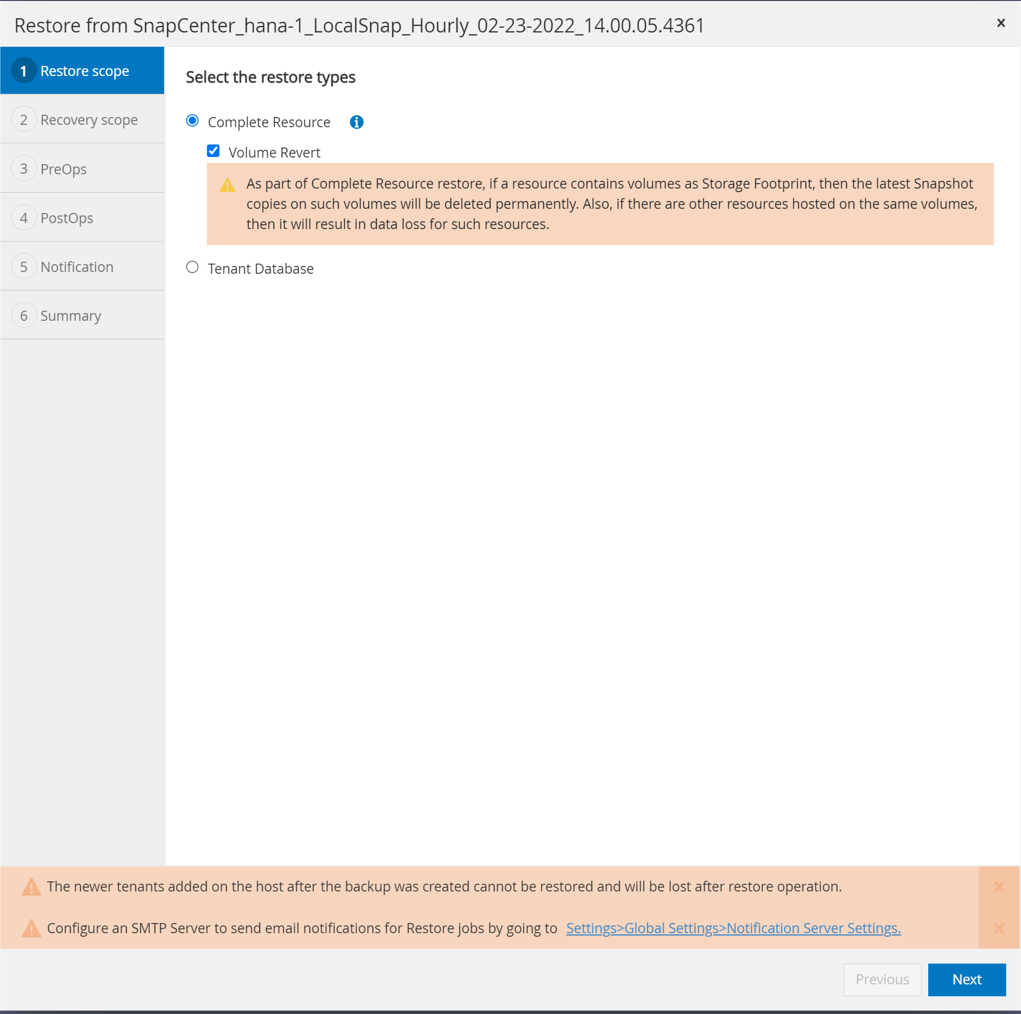 Restore from SnapCenter_hana-1_LocalSnap_Hourly_02-23-2022_14.00.05.4361
×
1 Restore scope
2 Recovery scope
3 PreOps
4 PostOps
5 Notification
6 Summary
Select the restore types
Complete Resource
Volume Revert
As part of Complete Resource restore, if a resource contains volumes as Storage Footprint, then the latest Snapshot
copies on such volumes will be deleted permanently. Also, if there are other resources hosted on the same volumes,
then it will result in data loss for such resources.
Tenant Database
The newer tenants added on the host after the backup was created cannot be restored and will be lost after restore operation.
Configure an SMTP Server to send email notifications for Restore jobs by going to Settings>Global Settings>Notification Server Settings.
Previous
Next